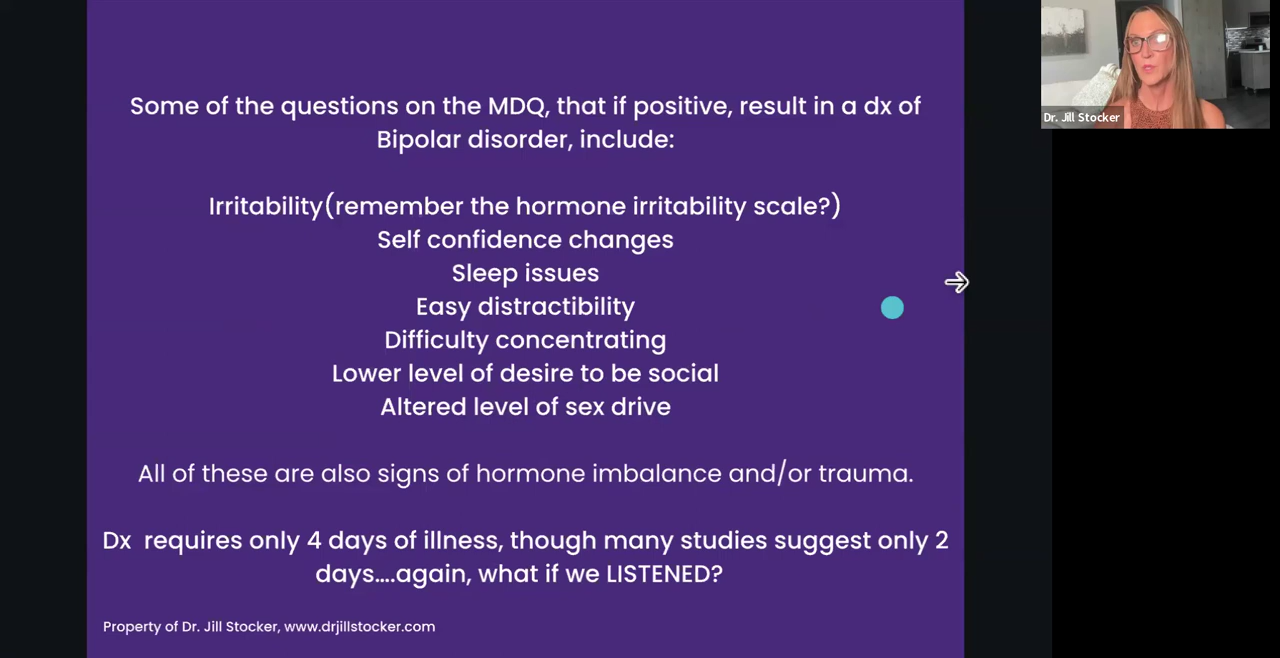 Some of the questions on the MDQ, that if positive, result in a dx of
Bipolar disorder, include:
Irritability(remember the hormone irritability scale?)
Self confidence changes
Sleep issues
Easy distractibility
Difficulty concentrating
Lower level of desire to be social
Altered level of sex drive
All of these are also signs of hormone imbalance and/or trauma.
Dx  requires only 4 days of illness, though many studies suggest only 2
days....again, what if we LISTENED?
Property of Dr. Jill Stocker, www.drjillstocker.com
Dr. Jill Stocker